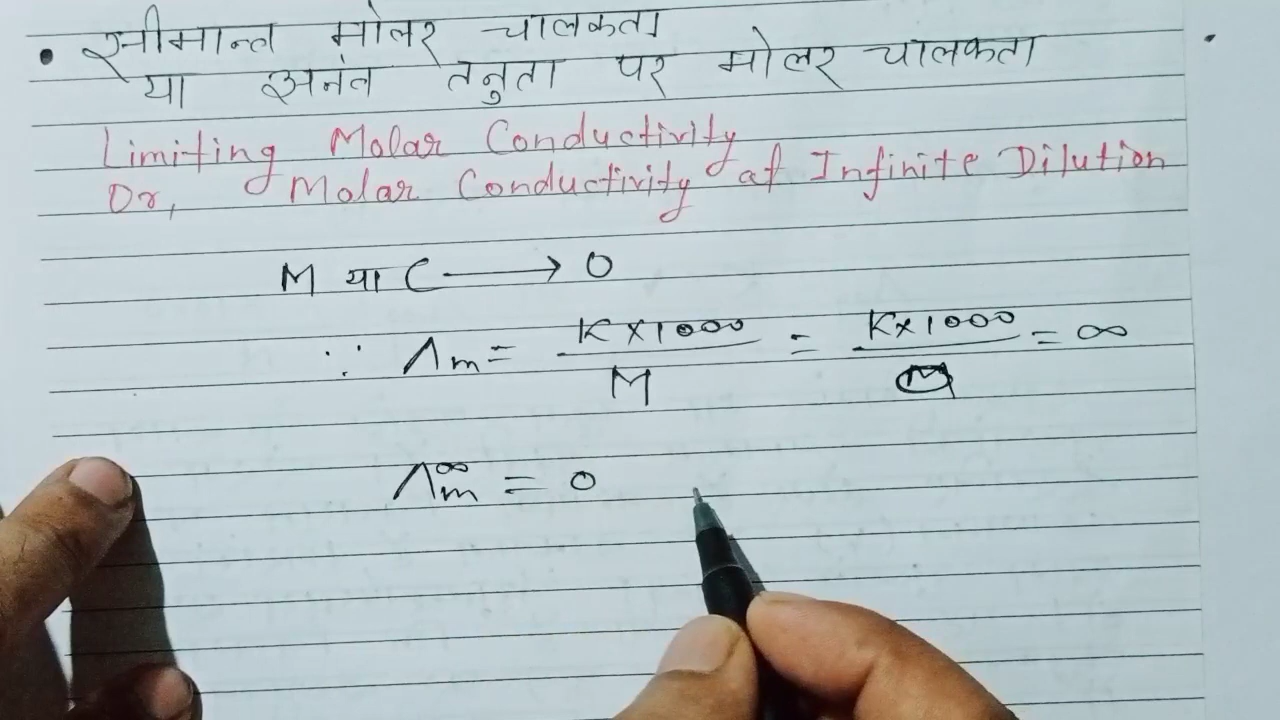 • सीमान्त मोलर चालकता
या अनंत तनुता पर मोलर चालकता
Limiting Molar Conductivity
Or, Molar Conductivity at Infinite Dilution
M या C ⟶ 0
∵ Λm = K×1000/M = K×1000/M = ∞
Λm^∞ = 0